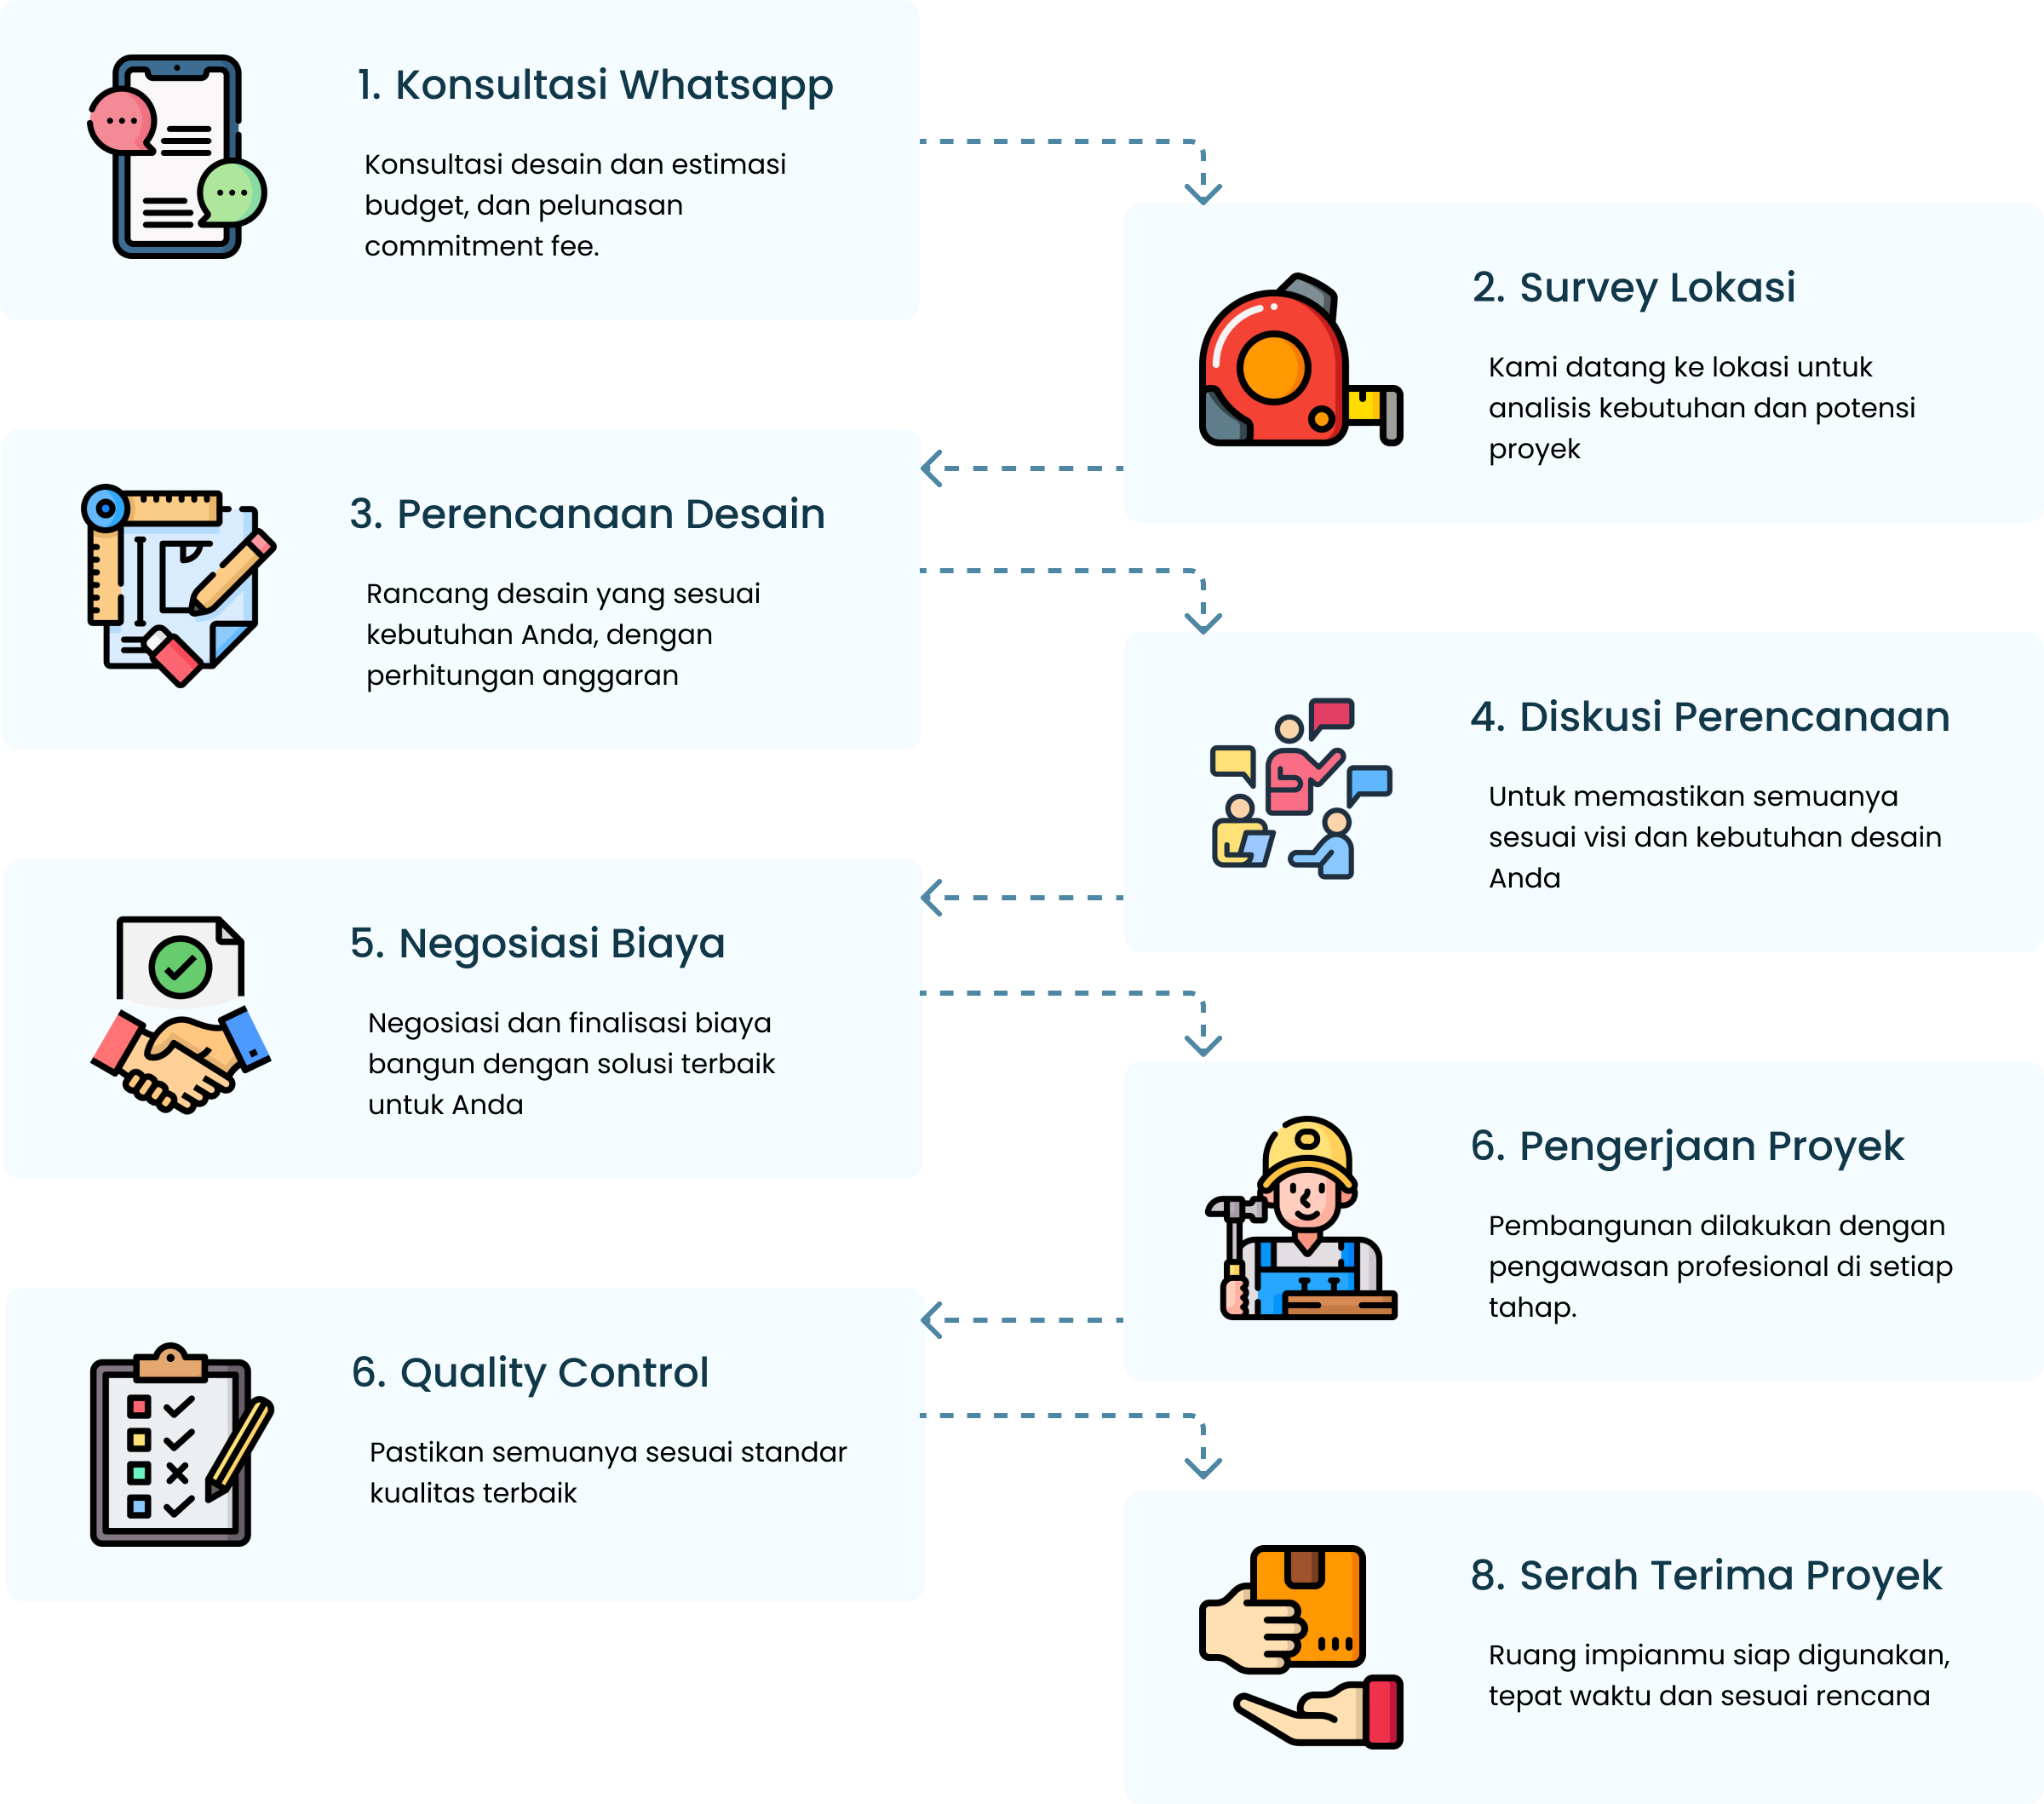 1. Konsultasi Whatsapp
Konsultasi desain dan estimasi
budget, dan pelunasan
commitment fee.
2. Survey Lokasi
Kami datang ke lokasi untuk
analisis kebutuhan dan potensi
proyek
3. Perencanaan Desain
Rancang desain yang sesuai
kebutuhan Anda, dengan
perhitungan anggaran
4. Diskusi Perencanaan
Untuk memastikan semuanya
sesuai visi dan kebutuhan desain
Anda
5. Negosiasi Biaya
Negosiasi dan finalisasi biaya
bangun dengan solusi terbaik
untuk Anda
6. Pengerjaan Proyek
Pembangunan dilakukan dengan
pengawasan profesional di setiap
tahap.
6. Quality Control
Pastikan semuanya sesuai standar
kualitas terbaik
8. Serah Terima Proyek
Ruang impianmu siap digunakan,
tepat waktu dan sesuai rencana